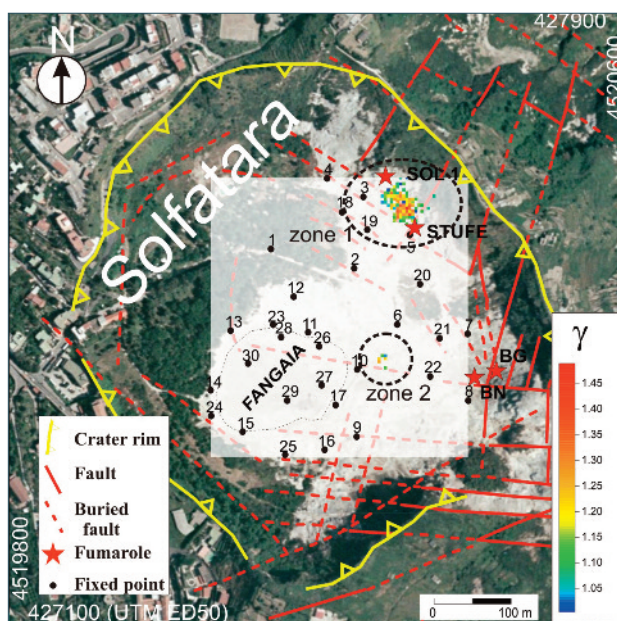 427900
4520600
N
Solfatara
4
SOL-1
3
18
19
STUFE
zone 1
5
1
2
20
12
23
13
28
11
6
7
26
21
γ
BG
30
10
22
BN
27
14
FANGAIA
29
17
zone 2
8
24
15
9
16
25
1.45
1.40
1.35
1.30
1.25
1.20
1.15
1.10
1.05
Crater rim
Fault
Buried
fault
Fumarole
Fixed point
4519800
427100 (UTM ED50)
0
100 m